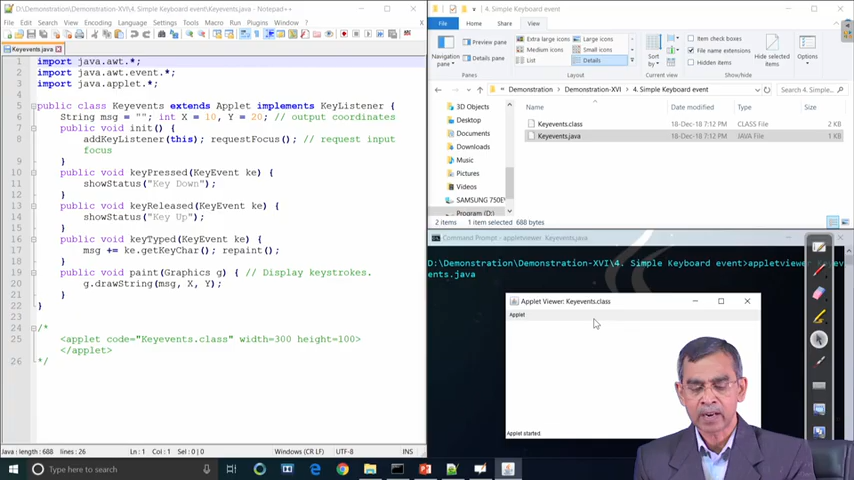 D:\Demonstration\Demonstration-XVI\4. Simple Keyboard event\Keyevents.java - Notepad++
Edit Search View Encoding Language Settings Tools Macro Run Plugins Window ?
Keyevents.java
1 import java.awt.*;
2 import java.awt.event.*;
3 import java.applet.*;
4
5 public class Keyevents extends Applet implements KeyListener {
6 String msg = ""; int X = 10, Y = 20; // output coordinates
7 public void init() {
8 addKeyListener(this); requestFocus(); // request input
focus
9 }
10 public void keyPressed(KeyEvent ke) {
11 showStatus("Key Down");
12 }
13 public void keyReleased(KeyEvent ke) {
14 showStatus("Key Up");
15 }
16 public void keyTyped(KeyEvent ke) {
17 msg += ke.getKeyChar(); repaint();
18 }
19 public void paint(Graphics g) { // Display keystrokes.
20 g.drawString(msg, X, Y);
21 }
22 }
23
24 /*
25 <applet code="Keyevents.class" width=300 height=100>
</applet>
26 */
Java length : 688 lines : 26 Ln : 1 Col : 1 Sel : 0 | 0 Windows (CR LF) UTF-8 INS
4. Simple Keyboard event
File Home Share View
Navigation pane
Preview pane
Details pane
Panes
Extra large icons Large icons
Medium icons Small icons
List Details
Layout
Sort by
Current view
Item check boxes
File name extensions
Hidden items
Hide selected items
Show/hide
Options
Demonstration Demonstration-XVI 4. Simple Keyboard event
Search 4. Simple...
3D Objects
Desktop
Documents
Downloads
Music
Pictures
Videos
SAMSUNG 750EV
Program (D:)
Name Date modified Type Size
Keyevents.class 18-Dec-18 7:12 PM CLASS File 2 KB
Keyevents.java 18-Dec-18 7:12 PM JAVA File 1 KB
2 items 1 item selected 688 bytes
Command Prompt - appletviewer Keyevents.java
D:\Demonstration\Demonstration-XVI\4. Simple Keyboard event>appletviewer Keyev
ents.java
Applet Viewer: Keyevents.class
Applet
Applet started.
Type here to search